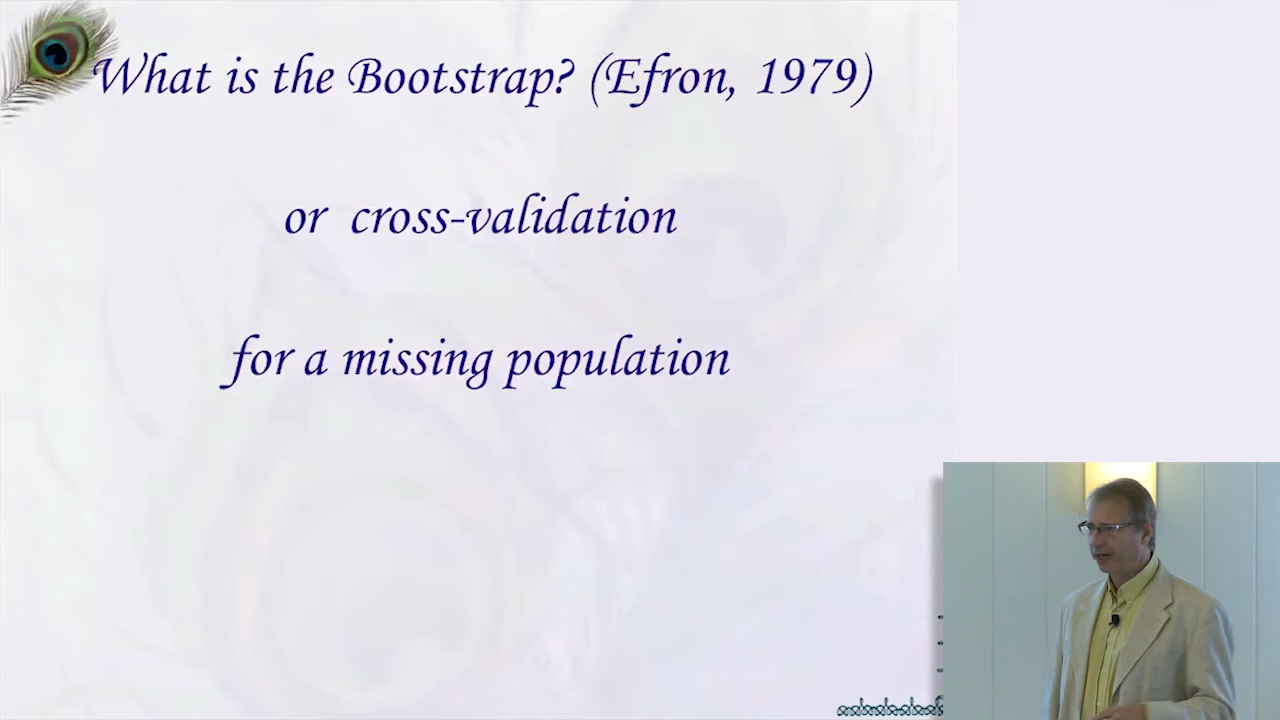 What is the Bootstrap? (Efron, 1979)
or cross-validation
for a missing population